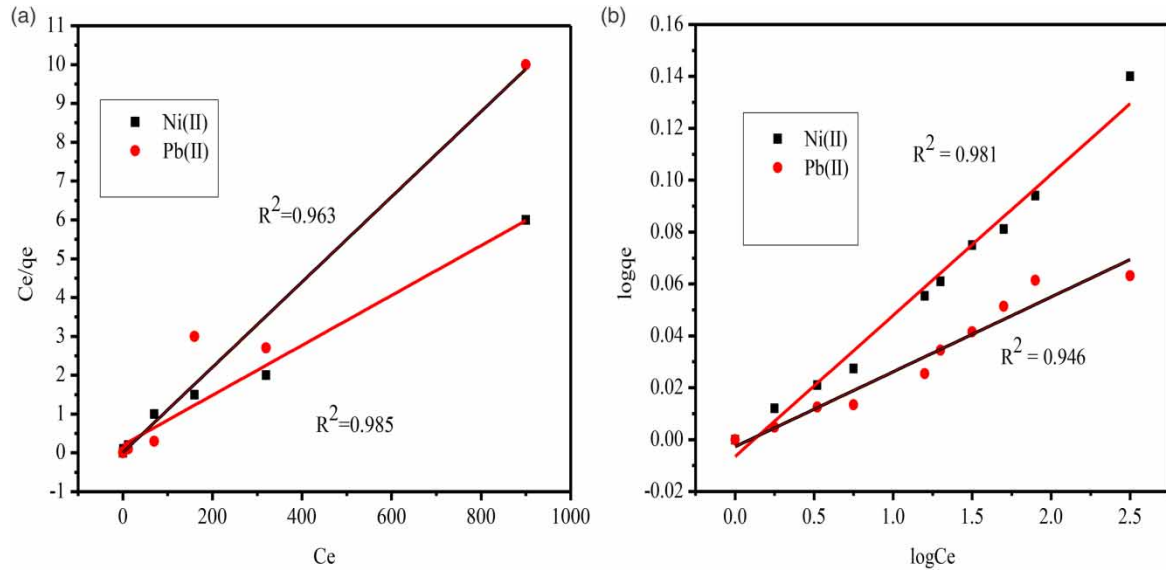 (a)
11
10
9
8
7
6
5
4
3
2
1
0
-1
Ce/qe
Ni(II)
Pb(II)
R2=0.963
R2=0.985
0 200 400 600 800 1000
Ce
(b)
0.16
0.14
0.12
0.10
0.08
0.06
0.04
0.02
0.00
-0.02
logqe
Ni(II)
Pb(II)
R2 = 0.981
R2 = 0.946
0.0 0.5 1.0 1.5 2.0 2.5
logCe